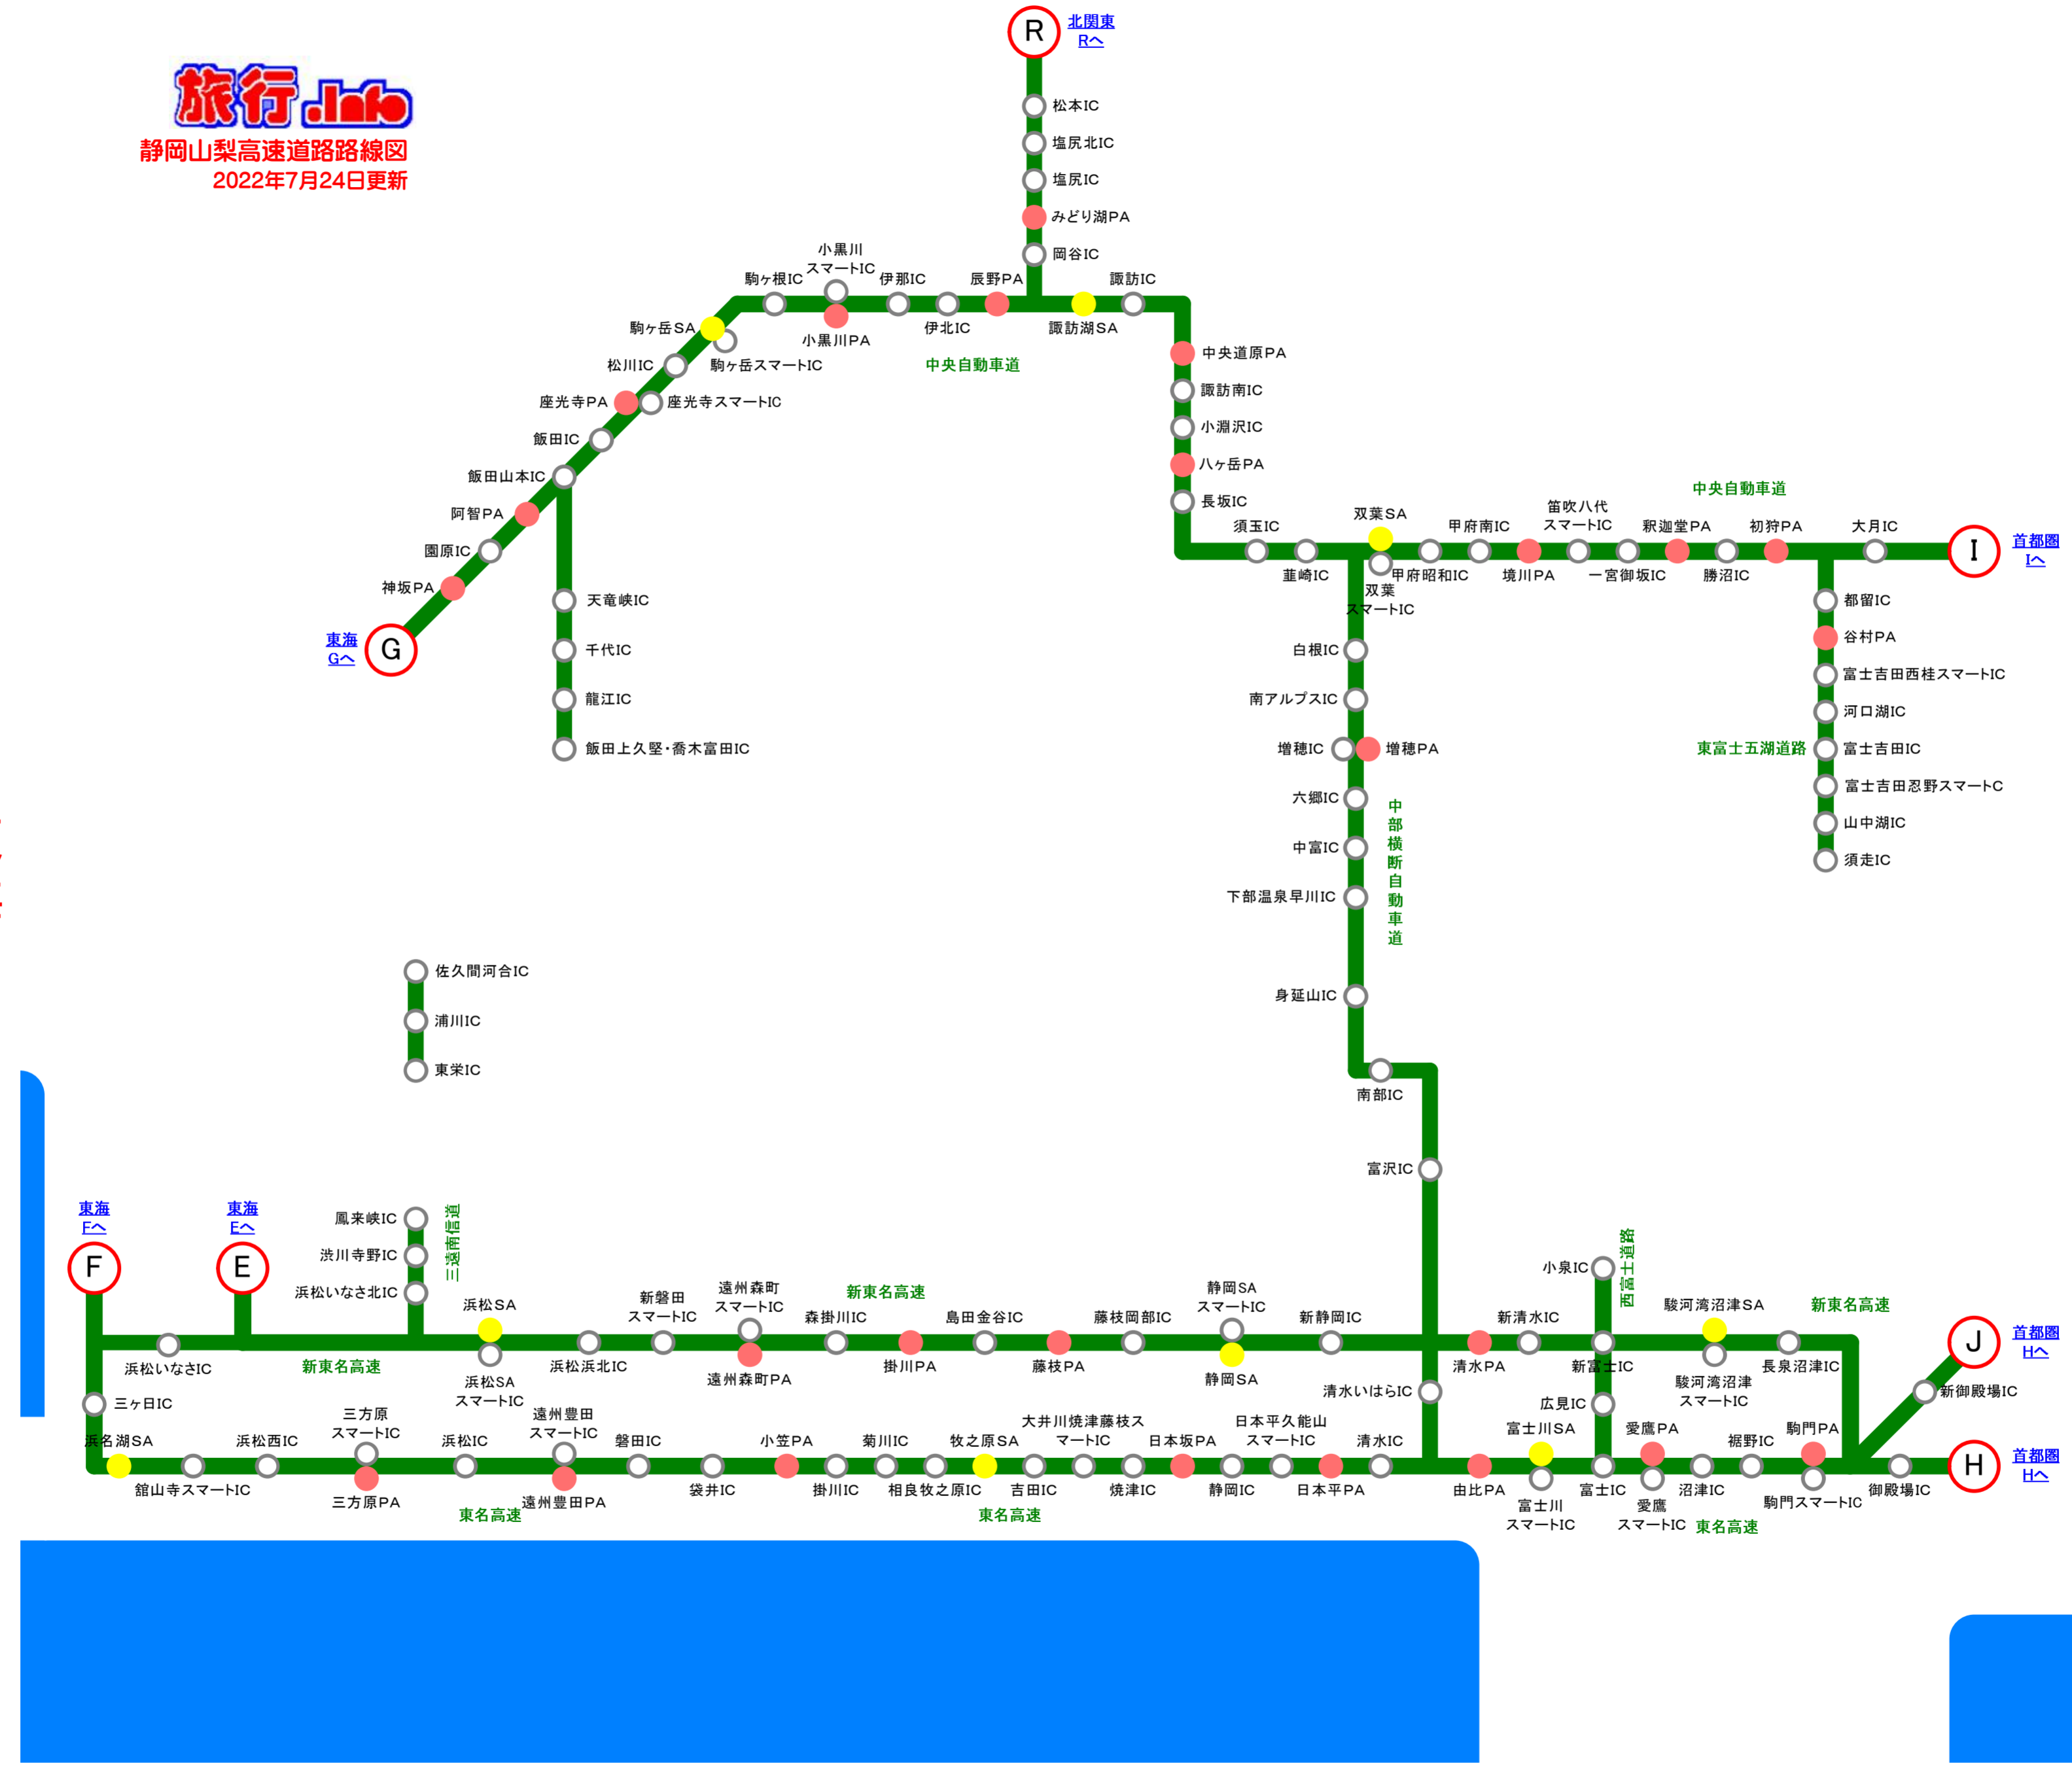 旅行.Info
静岡山梨高速道路路線図
2022年7月24日更新
R
北関東
Rへ
松本IC
塩尻北IC
塩尻IC
みどり湖PA
岡谷IC
小黒川
スマートIC
駒ヶ根IC
伊那IC
辰野PA
諏訪IC
駒ヶ岳SA
小黒川PA
伊北IC
諏訪湖SA
松川IC
駒ヶ岳スマートIC
中央自動車道
中央道原PA
座光寺PA
座光寺スマートIC
諏訪南IC
飯田IC
小淵沢IC
飯田山本IC
八ヶ岳PA
阿智PA
長坂IC
園原IC
神坂PA
東海
Gへ
G
天竜峡IC
千代IC
龍江IC
飯田上久堅・喬木富田IC
中央自動車道
須玉IC
双葉SA
甲府南IC
笛吹八代
スマートIC
釈迦堂PA
初狩PA
大月IC
I
首都圏
Iへ
韮崎IC
甲府昭和IC
境川PA
一宮御坂IC
勝沼IC
双葉
スマートIC
都留IC
谷村PA
富士吉田西桂スマートIC
河口湖IC
東富士五湖道路
富士吉田IC
富士吉田忍野スマートC
山中湖IC
須走IC
白根IC
南アルプスIC
増穂IC
増穂PA
六郷IC
中富IC
下部温泉早川IC
中部横断自動車道
身延山IC
南部IC
富沢IC
佐久間河合IC
浦川IC
東栄IC
東海
Fへ
F
東海
Eへ
E
鳳来峡IC
渋川寺野IC
浜松いなさ北IC
三遠南信道
浜松SA
新磐田
スマートIC
遠州森町
スマートIC
森掛川IC
新東名高速
島田金谷IC
藤枝岡部IC
静岡SA
スマートIC
新静岡IC
新清水IC
小泉IC
西富士道路
駿河湾沼津SA
新東名高速
J
首都圏
Hへ
浜松いなさIC
新東名高速
浜松SA
スマートIC
浜松浜北IC
遠州森町PA
掛川PA
藤枝PA
静岡SA
清水PA
新富士IC
駿河湾沼津
スマートIC
長泉沼津IC
三ヶ日IC
清水いはらIC
広見IC
新御殿場IC
浜名湖SA
浜松西IC
三方原
スマートIC
浜松IC
遠州豊田
スマートIC
磐田IC
小笠PA
菊川IC
牧之原SA
大井川焼津藤枝ス
マートIC
日本坂PA
日本平久能山
スマートIC
清水IC
富士川SA
愛鷹PA
裾野IC
駒門PA
H
首都圏
Hへ
舘山寺スマートIC
三方原PA
東名高速
遠州豊田PA
袋井IC
掛川IC
相良牧之原IC
吉田IC
東名高速
焼津IC
静岡IC
日本平PA
由比PA
富士川
スマートIC
富士IC
愛鷹
スマートIC
沼津IC
東名高速
駒門スマートIC
御殿場IC